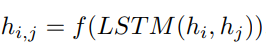 h_{i,j} = f(LSTM(h_i, h_j))